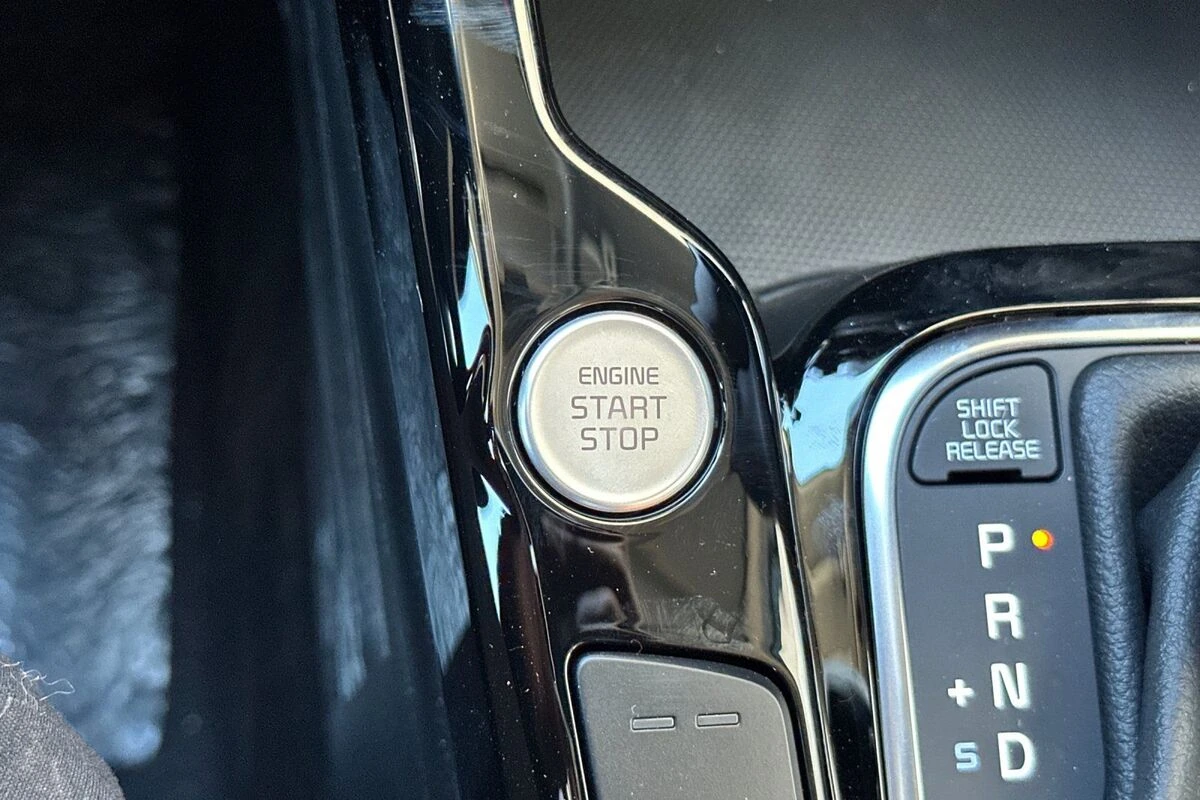 ENGINE
START
STOP
SHIFT
LOCK
RELEASE
P
R
+ N
S D